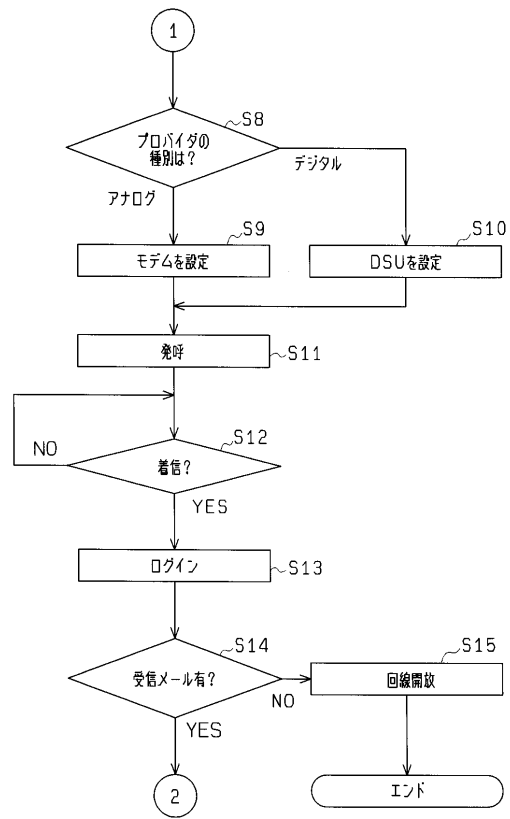 1
S8
プロバイダの
種別は?
デジタル
アナログ
S9
モデムを設定
S10
DSUを設定
発呼
S11
NO
S12
着信?
YES
ログイン
S13
S14
受信メール有?
NO
S15
回線開放
YES
2
エンド